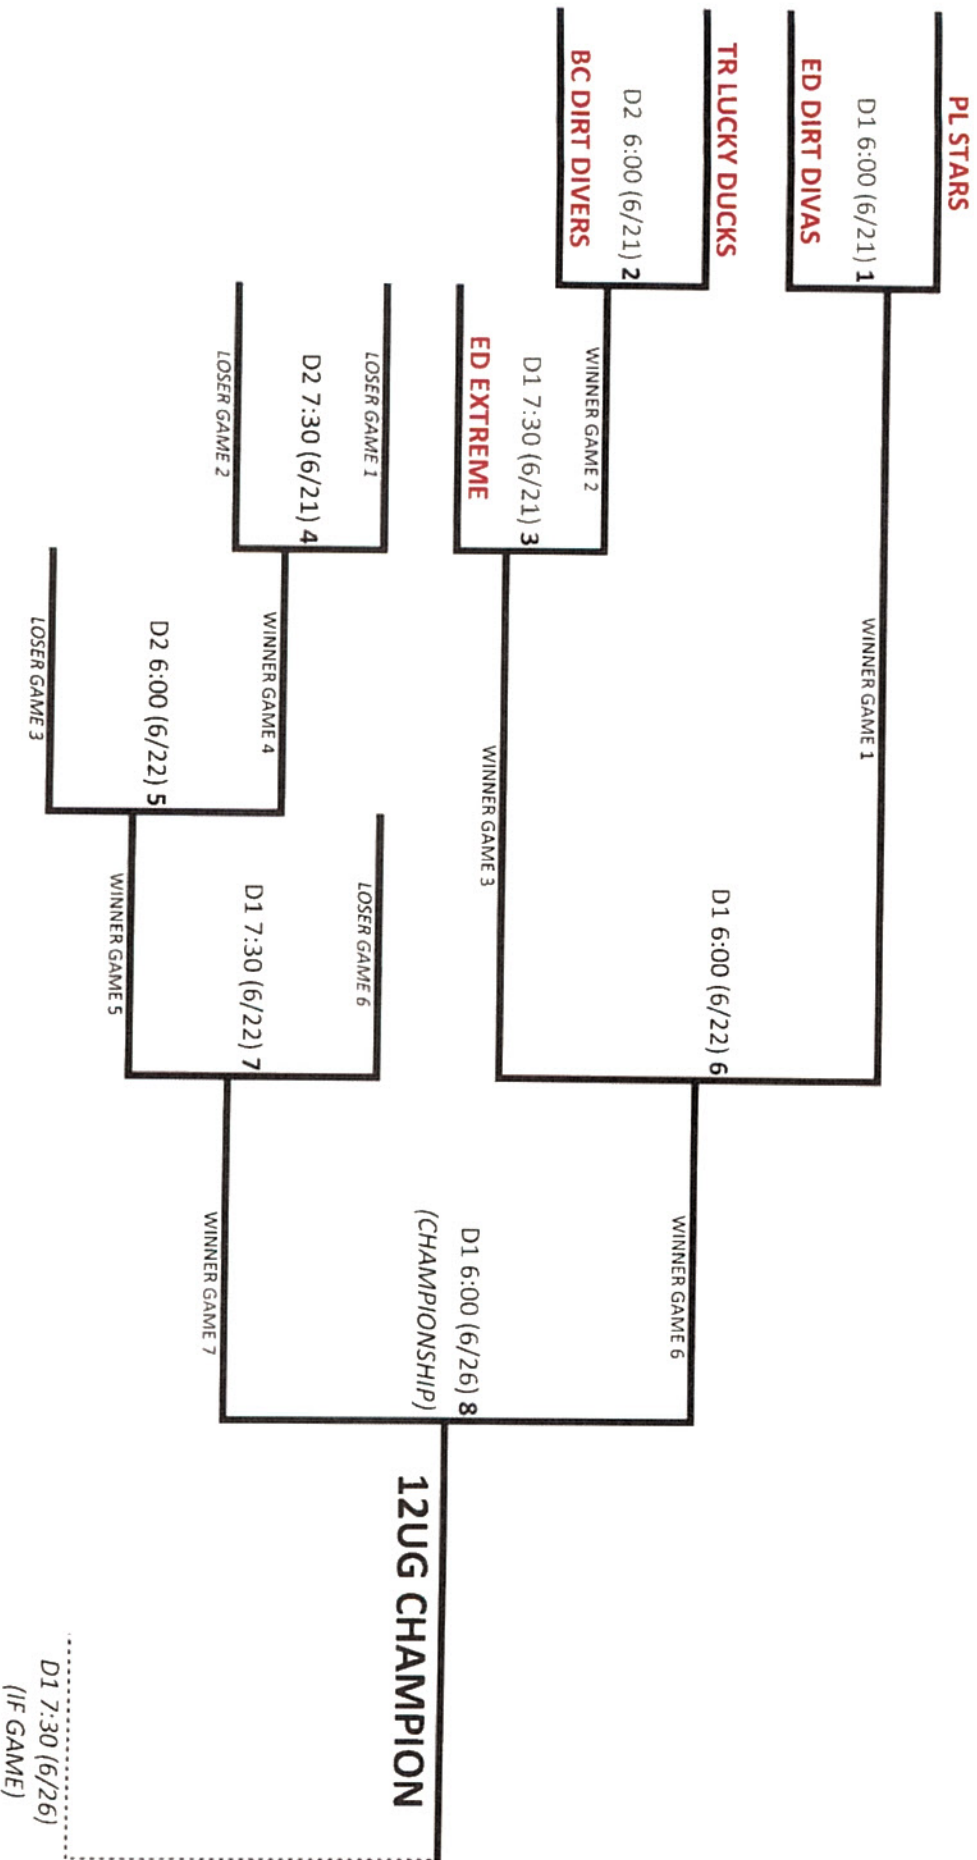 PL STARS
D1 6:00 (6/21) 1
ED DIRT DIVAS
WINNER GAME 1
TR LUCKY DUCKS
D2 6:00 (6/21) 2
BC DIRT DIVERS
WINNER GAME 2
D1 7:30 (6/21) 3
ED EXTREME
WINNER GAME 3
D1 6:00 (6/22) 6
WINNER GAME 6
LOSER GAME 1
D2 7:30 (6/21) 4
LOSER GAME 2
WINNER GAME 4
D2 6:00 (6/22) 5
LOSER GAME 3
LOSER GAME 6
D1 7:30 (6/22) 7
WINNER GAME 5
WINNER GAME 7
D1 6:00 (6/26) 8
(CHAMPIONSHIP)
12UG CHAMPION
D1 7:30 (6/26)
(IF GAME)